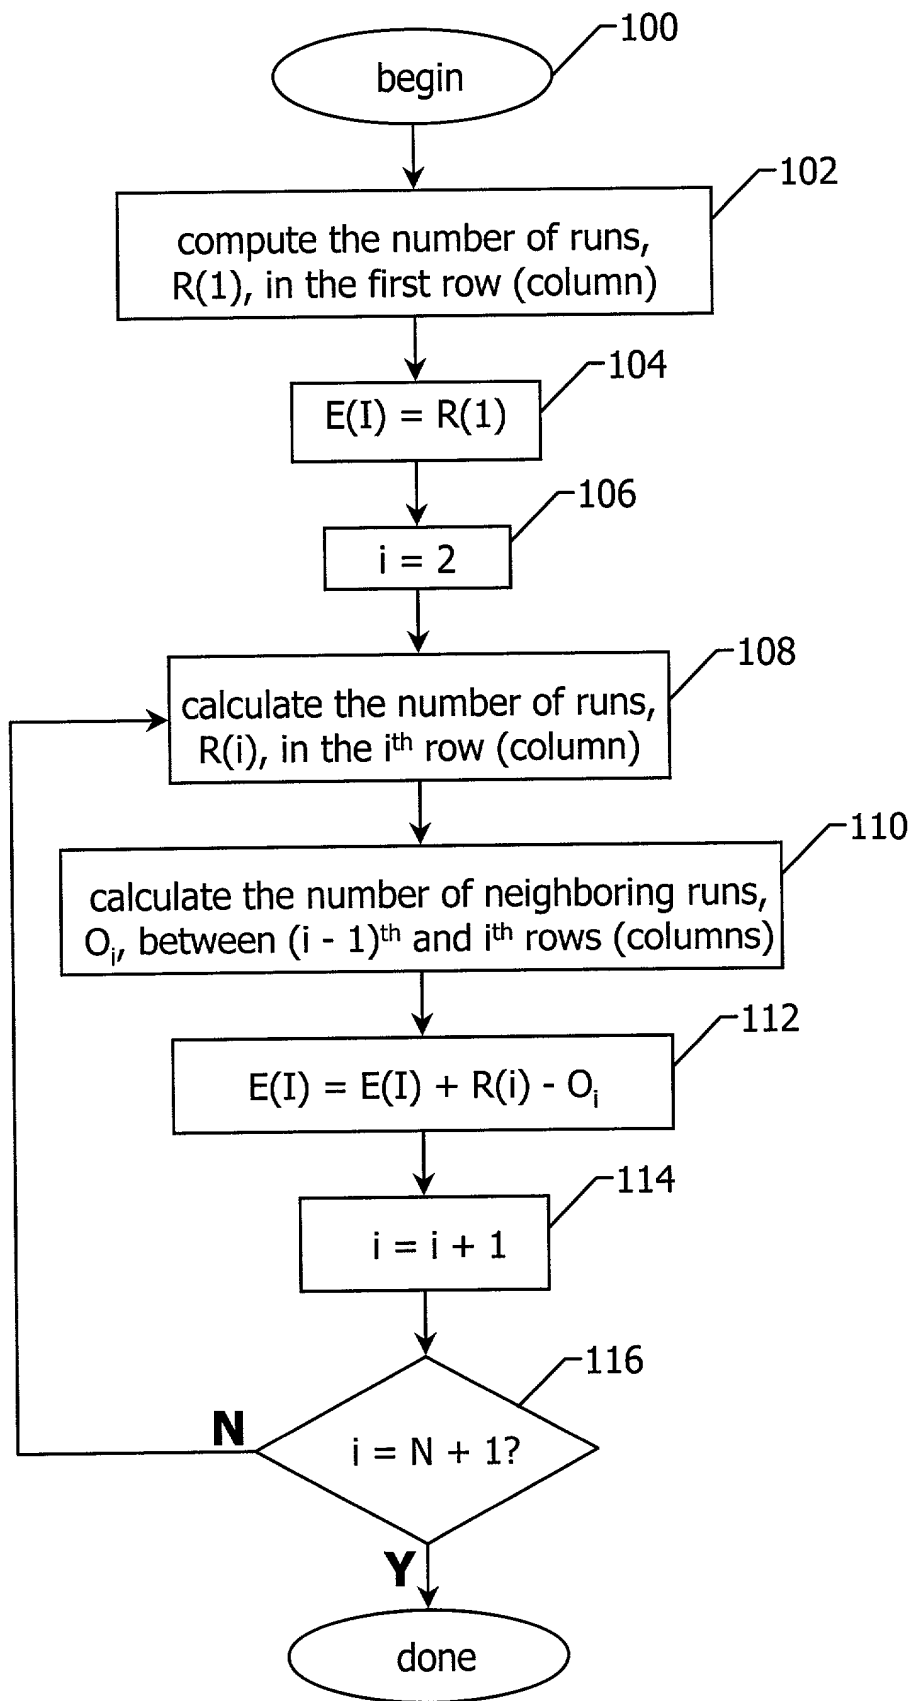 100
begin
102
compute the number of runs,
R(1), in the first row (column)
104
E(I) = R(1)
106
i = 2
108
calculate the number of runs,
R(i), in the iᵗʰ row (column)
110
calculate the number of neighboring runs,
Oᵢ, between (i - 1)ᵗʰ and iᵗʰ rows (columns)
112
E(I) = E(I) + R(i) - Oᵢ
114
i = i + 1
116
N
i = N + 1?
Y
done